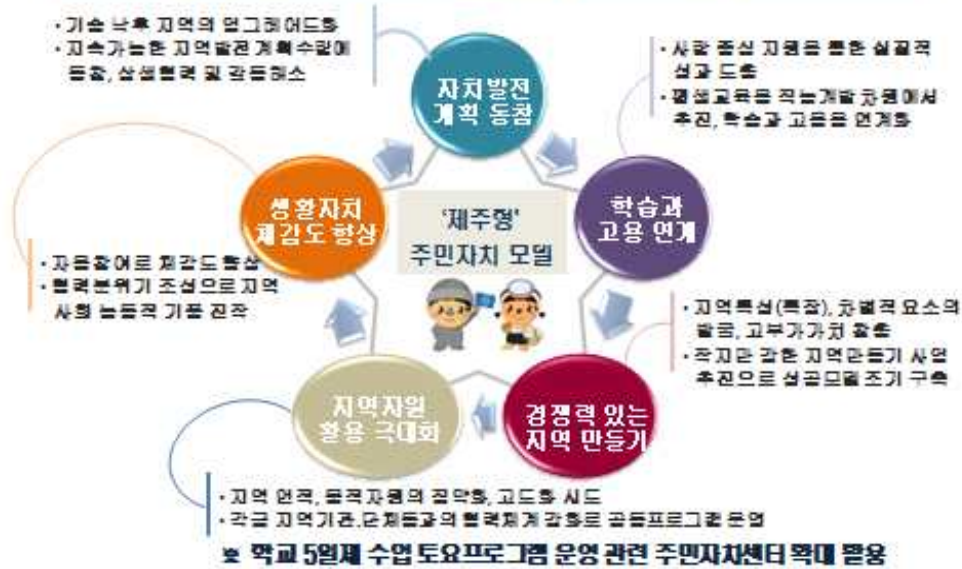 • 기술 낙후 지역의 업그레이드화
• 지속가능한 지역발전 계획수립에
동참, 상생협력 및 갈등해소
자치발전
계획 동참
• 사람 중심 지원을 통한 실질적
성과 도출
• 평생교육을 직능개발 차원에서
추진, 학습과 고용을 연계화
생활자치
체감도 향상
학습과
고용 연계
'제주형'
주민자치 모델
• 자율참여로 체감도 향상
• 협력분위기 조성으로 지역
사회 능동적 기풍 진작
• 지역특성(특장), 차별적 요소의
발굴, 고부가가치 활용
• 작지만 강한 지역만들기 사업
추진으로 성공모델 조기 구축
지역자원
활용 극대화
경쟁력 있는
지역 만들기
• 지역 인적, 물적자원의 집약화, 고도화 시도
• 각급 지역기관, 단체들과의 협력체계 강화로 공동프로그램 운영
※ 학교 5일제 수업 토요프로그램 운영 관련 주민자치센터 확대 활용